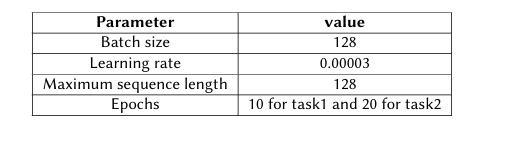 Parameter value
Batch size 128
Learning rate 0.00003
Maximum sequence length 128
Epochs 10 for task1 and 20 for task2